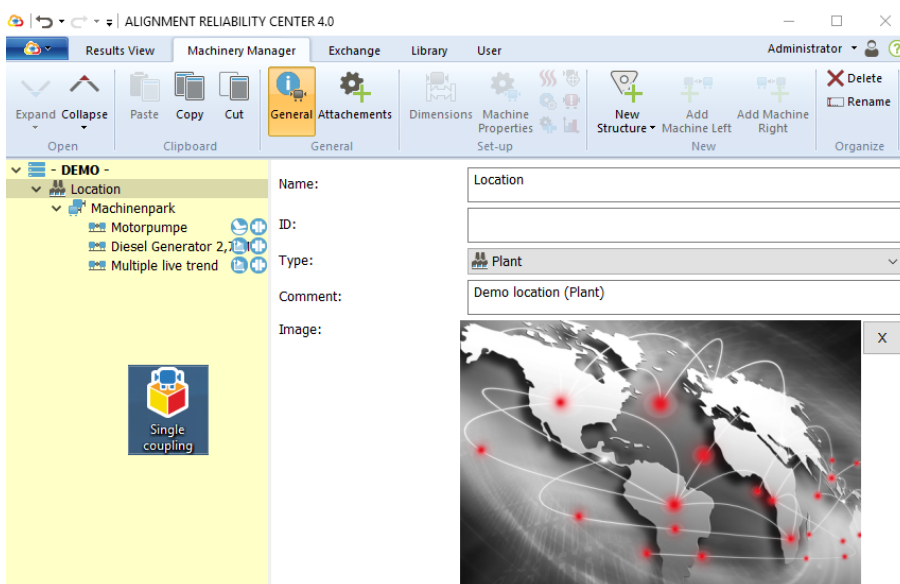 ALIGNMENT RELIABILITY CENTER 4.0
Results View Machinery Manager Exchange Library User Administrator
Expand Collapse Paste Copy Cut General Attachements Dimensions Machine Properties New Structure Add Machine Left Add Machine Right Delete
Rename
Open Clipboard General Set-up New Organize
- DEMO -
Location
Machinenpark
Motorpumpe
Diesel Generator 2,7
Multiple live trend
Single
coupling
Name: Location
ID:
Type: Plant
Comment: Demo location (Plant)
Image:
X